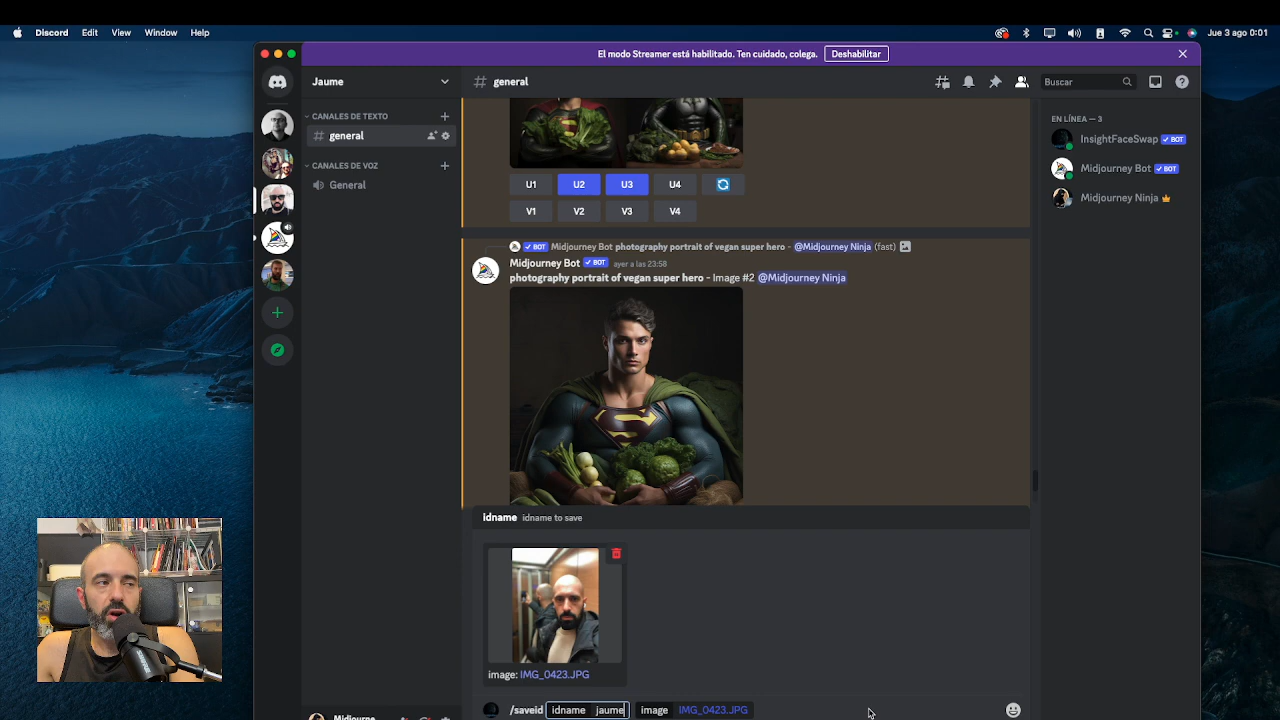 Discord Edit View Window Help
Jue 3 ago 0:01
El modo Streamer está habilitado. Ten cuidado, colega. Deshabilitar
Jaume
general
Buscar
CANALES DE TEXTO
general
CANALES DE VOZ
General
EN LÍNEA — 3
InsightFaceSwap BOT
Midjourney Bot BOT
Midjourney Ninja
U1 U2 U3 U4
V1 V2 V3 V4
BOT Midjourney Bot photography portrait of vegan super hero - @Midjourney Ninja (fast)
Midjourney Bot BOT ayer a las 23:58
photography portrait of vegan super hero - Image #2 @Midjourney Ninja
idname idname to save
image: IMG_0423.JPG
/saveid idname jaume image IMG_0423.JPG
Midjourne